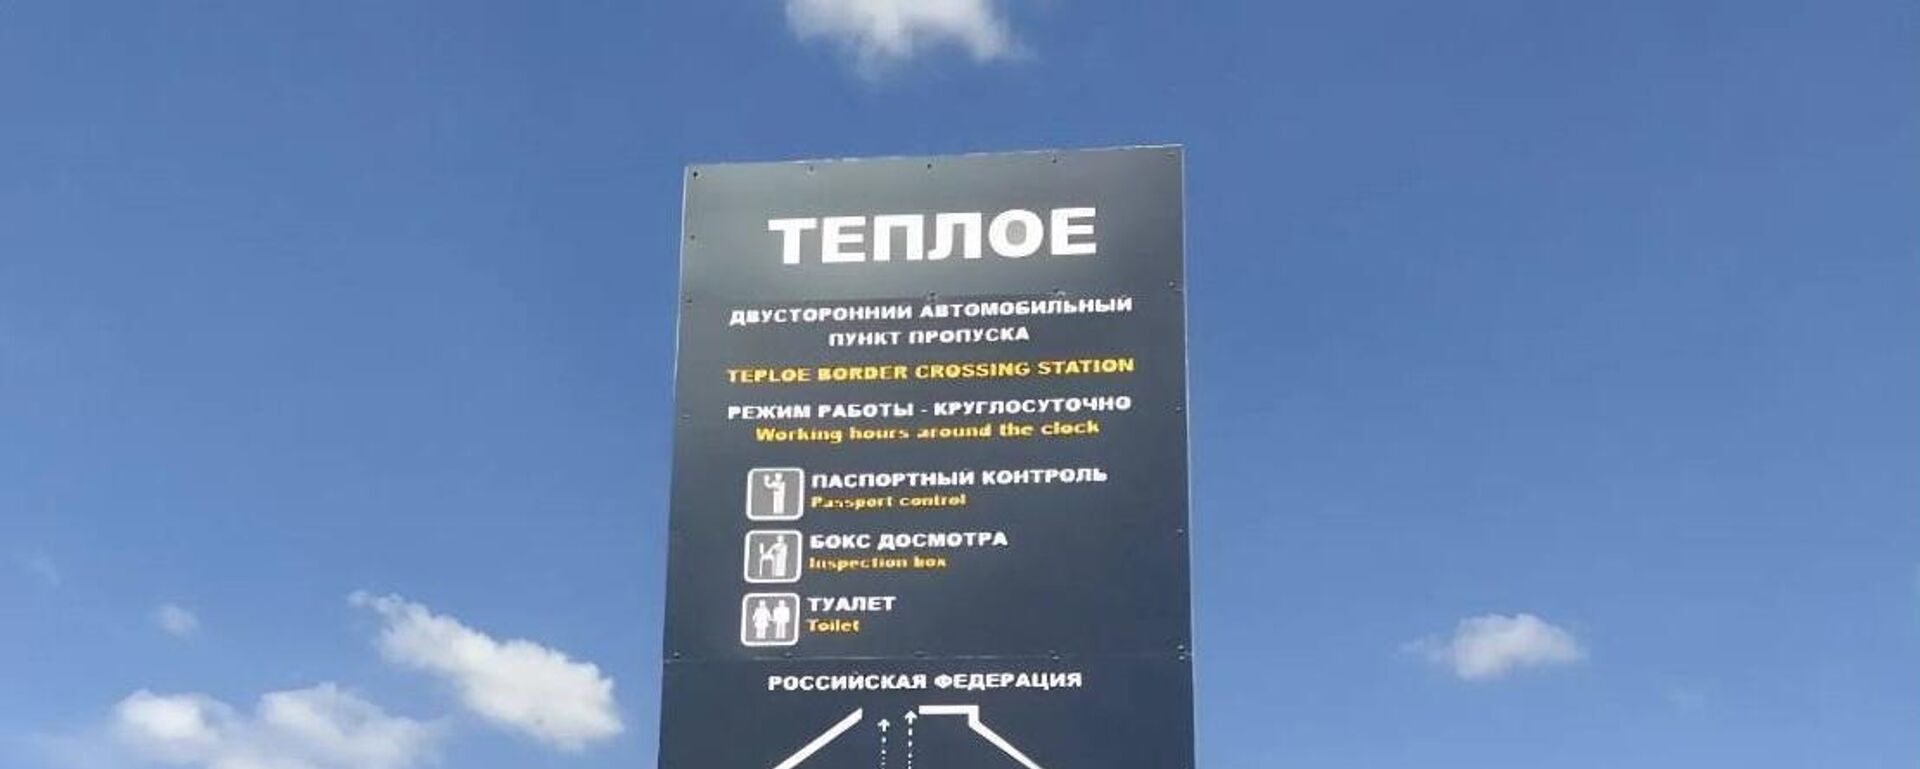 ТЕПЛОЕ
ДВУСТОРОННИЙ АВТОМОБИЛЬНЫЙ
ПУНКТ ПРОПУСКА
TEPLOE BORDER CROSSING STATION
РЕЖИМ РАБОТЫ - КРУГЛОСУТОЧНО
Working hours around the clock
ПАСПОРТНЫЙ КОНТРОЛЬ
Passport control
БОКС ДОСМОТРА
Inspection box
ТУАЛЕТ
Toilet
РОССИЙСКАЯ ФЕДЕРАЦИЯ